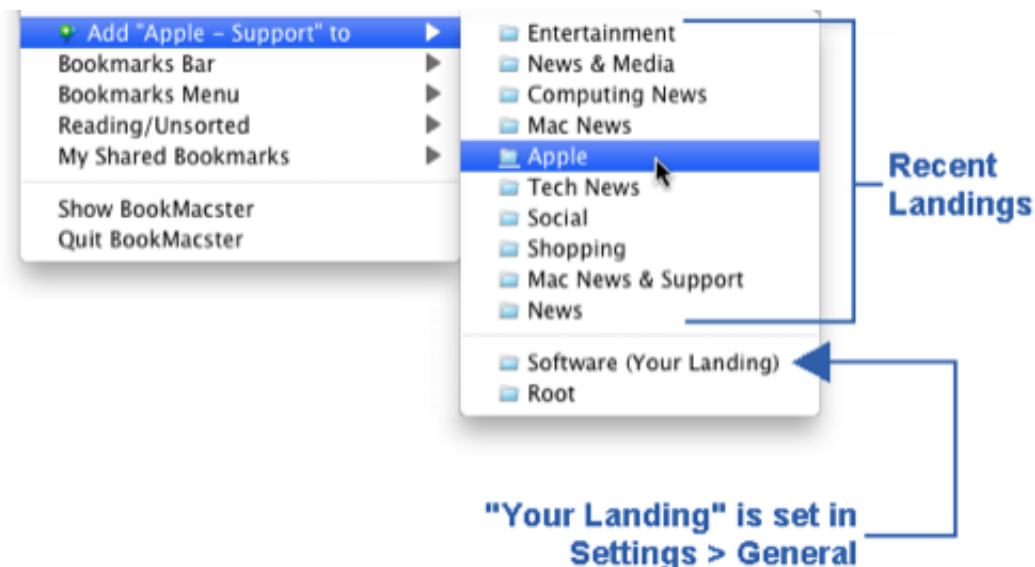 Add "Apple – Support" to
Bookmarks Bar
Bookmarks Menu
Reading/Unsorted
My Shared Bookmarks
Show BookMacster
Quit BookMacster
Entertainment
News & Media
Computing News
Mac News
Apple
Tech News
Social
Shopping
Mac News & Support
News
Software (Your Landing)
Root
Recent
Landings
"Your Landing" is set in
Settings > General